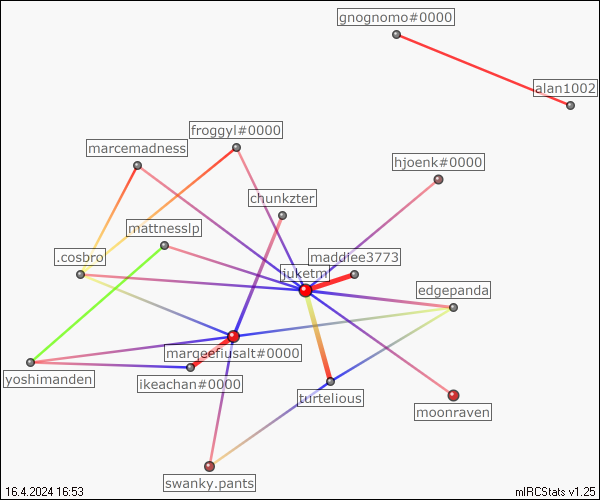 gnognomo#0000
alan1002
froggyl#0000
marcemadness
hjoenk#0000
chunkzter
mattnesslp
.cosbro
maddiee3773
juketm
edgepanda
margeefiusalt#0000
yoshimanden
ikeachan#0000
turtelious
moonraven
swanky.pants
16.4.2024 16:53
mIRCStats v1.25